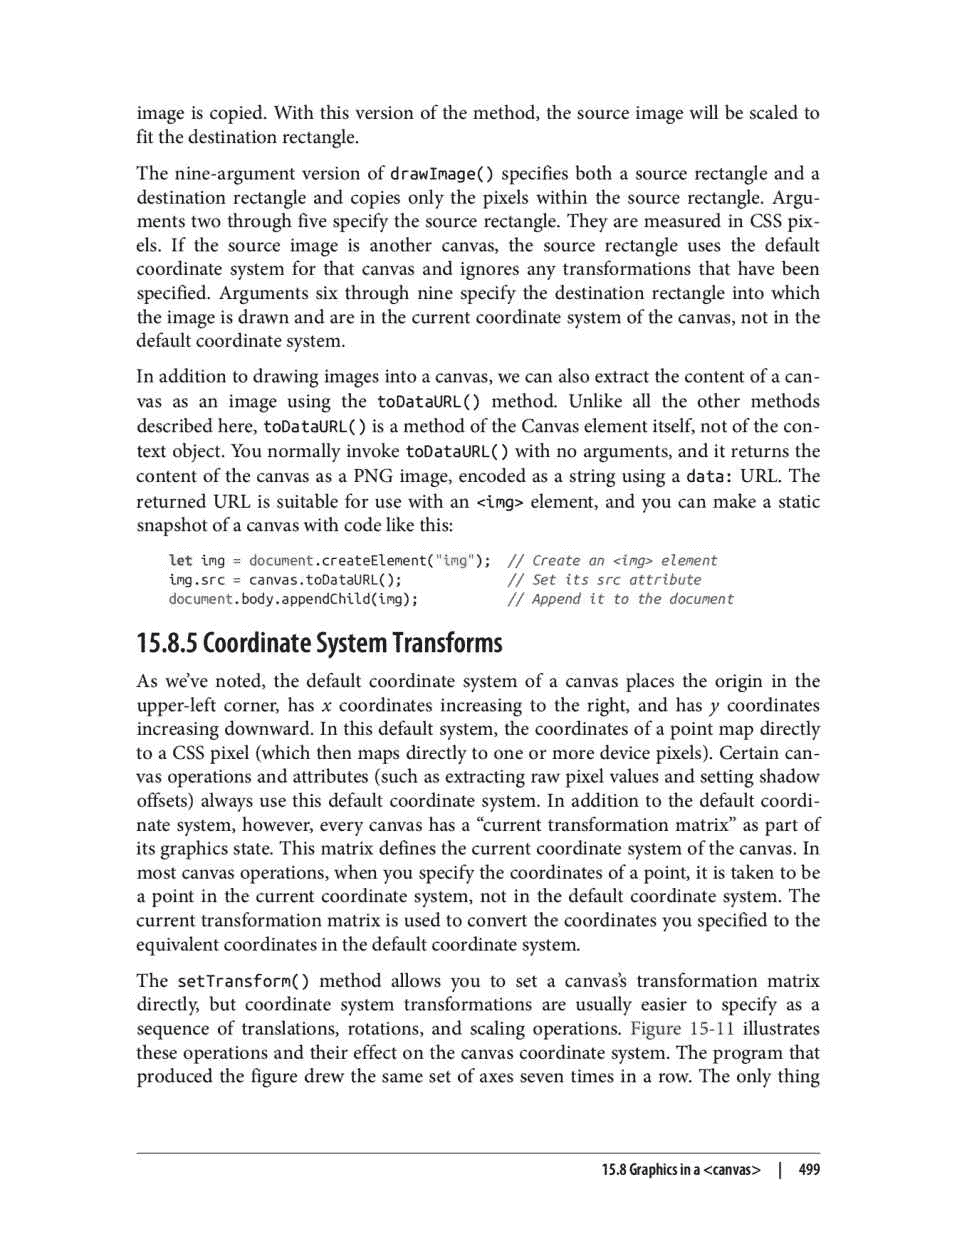 image is copied. With this version of the method, the source image will be scaled to
fit the destination rectangle.
The nine-argument version of drawImage() specifies both a source rectangle and a
destination rectangle and copies only the pixels within the source rectangle. Argu-
ments two through five specify the source rectangle. They are measured in CSS pix-
els. If the source image is another canvas, the source rectangle uses the default
coordinate system for that canvas and ignores any transformations that have been
specified. Arguments six through nine specify the destination rectangle into which
the image is drawn and are in the current coordinate system of the canvas, not in the
default coordinate system.
In addition to drawing images into a canvas, we can also extract the content of a can-
vas as an image using the toDataURL() method. Unlike all the other methods
described here, toDataURL() is a method of the Canvas element itself, not of the con-
text object. You normally invoke toDataURL() with no arguments, and it returns the
content of the canvas as a PNG image, encoded as a string using a data: URL. The
returned URL is suitable for use with an <img> element, and you can make a static
snapshot of a canvas with code like this:
let img = document.createElement("img"); // Create an <img> element
img.src = canvas.toDataURL(); // Set its src attribute
document.body.appendChild(img); // Append it to the document
15.8.5 Coordinate System Transforms
As we’ve noted, the default coordinate system of a canvas places the origin in the
upper-left corner, has x coordinates increasing to the right, and has y coordinates
increasing downward. In this default system, the coordinates of a point map directly
to a CSS pixel (which then maps directly to one or more device pixels). Certain can-
vas operations and attributes (such as extracting raw pixel values and setting shadow
offsets) always use this default coordinate system. In addition to the default coordi-
nate system, however, every canvas has a “current transformation matrix” as part of
its graphics state. This matrix defines the current coordinate system of the canvas. In
most canvas operations, when you specify the coordinates of a point, it is taken to be
a point in the current coordinate system, not in the default coordinate system. The
current transformation matrix is used to convert the coordinates you specified to the
equivalent coordinates in the default coordinate system.
The setTransform() method allows you to set a canvas’s transformation matrix
directly, but coordinate system transformations are usually easier to specify as a
sequence of translations, rotations, and scaling operations. Figure 15-11 illustrates
these operations and their effect on the canvas coordinate system. The program that
produced the figure drew the same set of axes seven times in a row. The only thing
15.8 Graphics in a <canvas> | 499